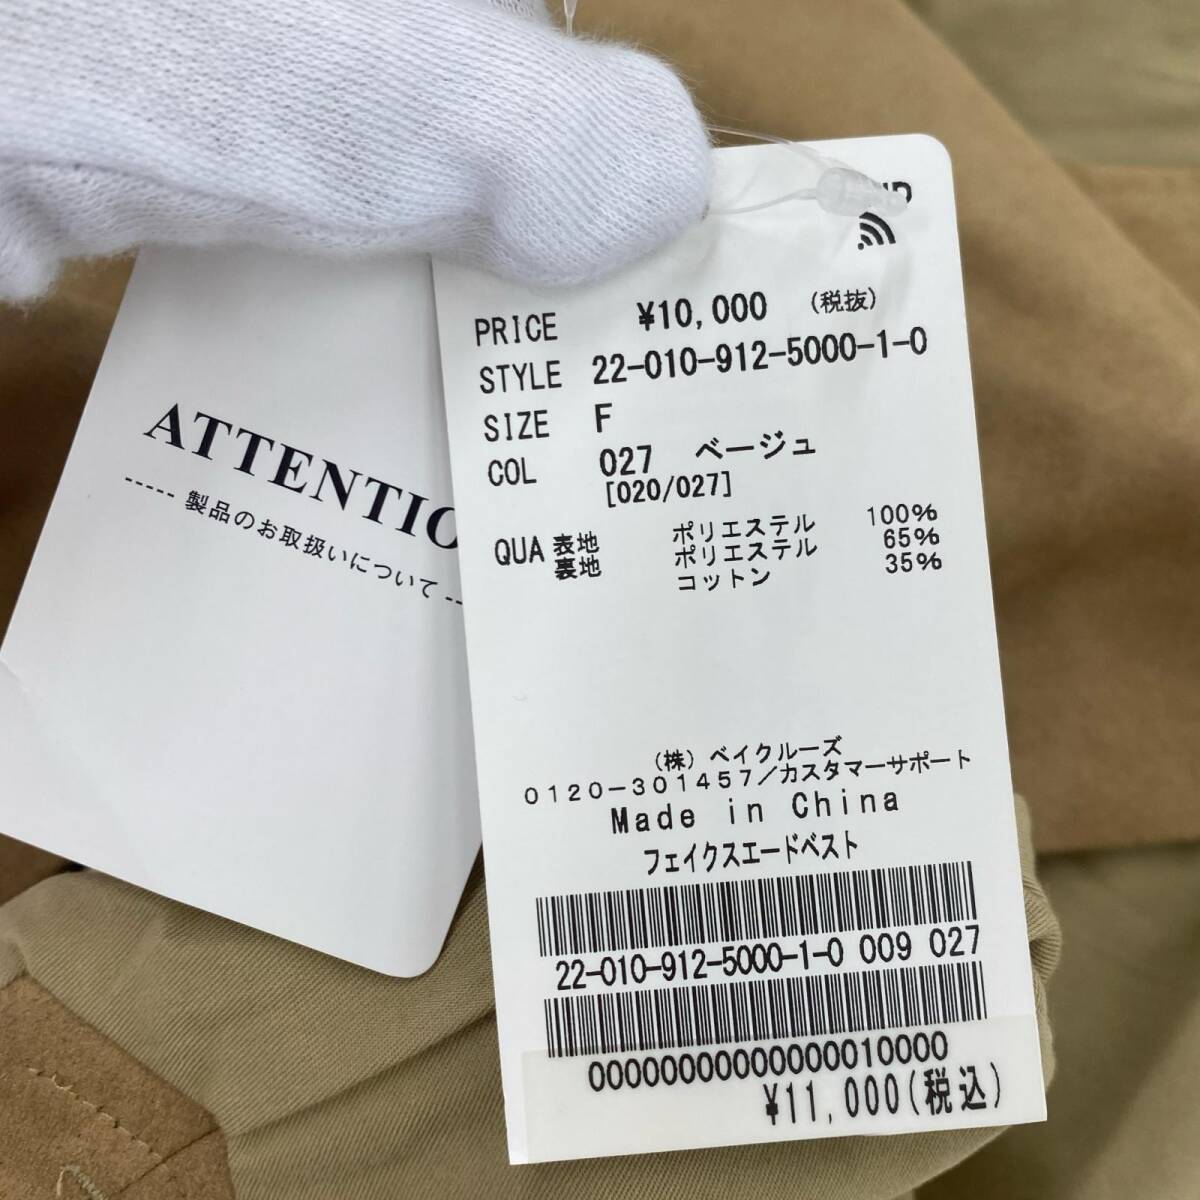 PRICE ¥10,000 (税抜)
STYLE 22-010-912-5000-1-0
SIZE F
COL 027 ベージュ
[020/027]
QUA 表地 ポリエステル 100%
裏地 ポリエステル 65%
コットン 35%
(株) ベイクルーズ
0120-301457/カスタマーサポート
Made in China
フェイクスエードベスト
22-010-912-5000-1-0 009 027
00000000000000010000
¥11,000(税込)
ATTENTIO
----- 製品のお取扱いについて --